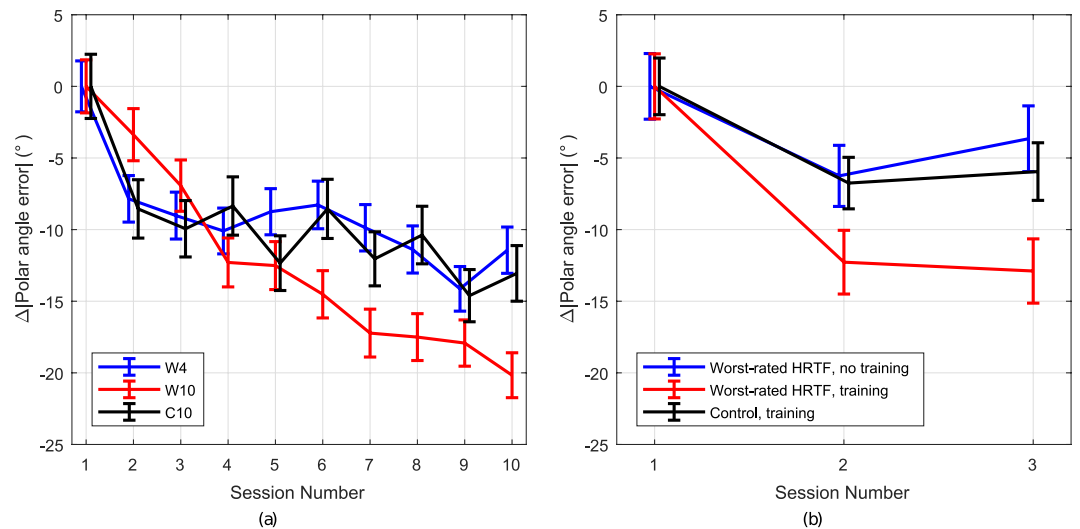 5
0
-5
-10
-15
-20
-25
Δ|Polar angle error| (°)
W4
W10
C10
1 2 3 4 5 6 7 8 9 10
Session Number
(a)
5
0
-5
-10
-15
-20
-25
Δ|Polar angle error| (°)
Worst-rated HRTF, no training
Worst-rated HRTF, training
Control, training
1 2 3
Session Number
(b)